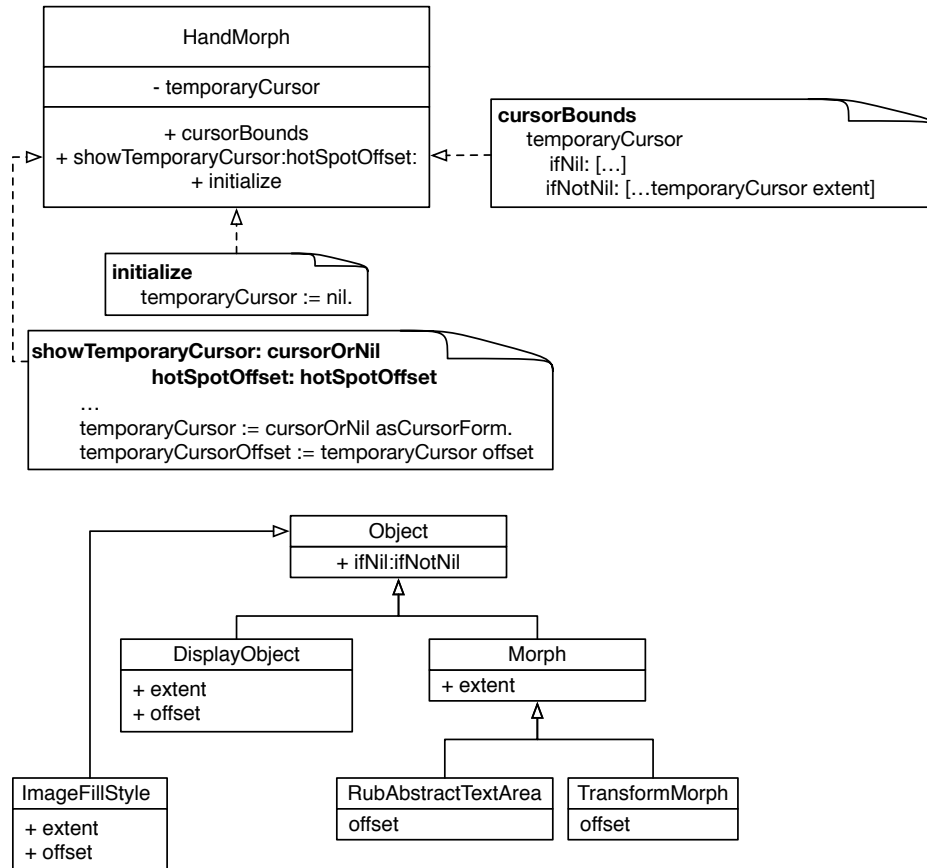 HandMorph
- temporaryCursor
+ cursorBounds
+ showTemporaryCursor:hotSpotOffset:
+ initialize
cursorBounds
temporaryCursor
ifNil: […]
ifNotNil: […temporaryCursor extent]
initialize
temporaryCursor := nil.
showTemporaryCursor: cursorOrNil
hotSpotOffset: hotSpotOffset
…
temporaryCursor := cursorOrNil asCursorForm.
temporaryCursorOffset := temporaryCursor offset
Object
+ ifNil:ifNotNil
DisplayObject
+ extent
+ offset
Morph
+ extent
ImageFillStyle
+ extent
+ offset
RubAbstractTextArea
offset
TransformMorph
offset